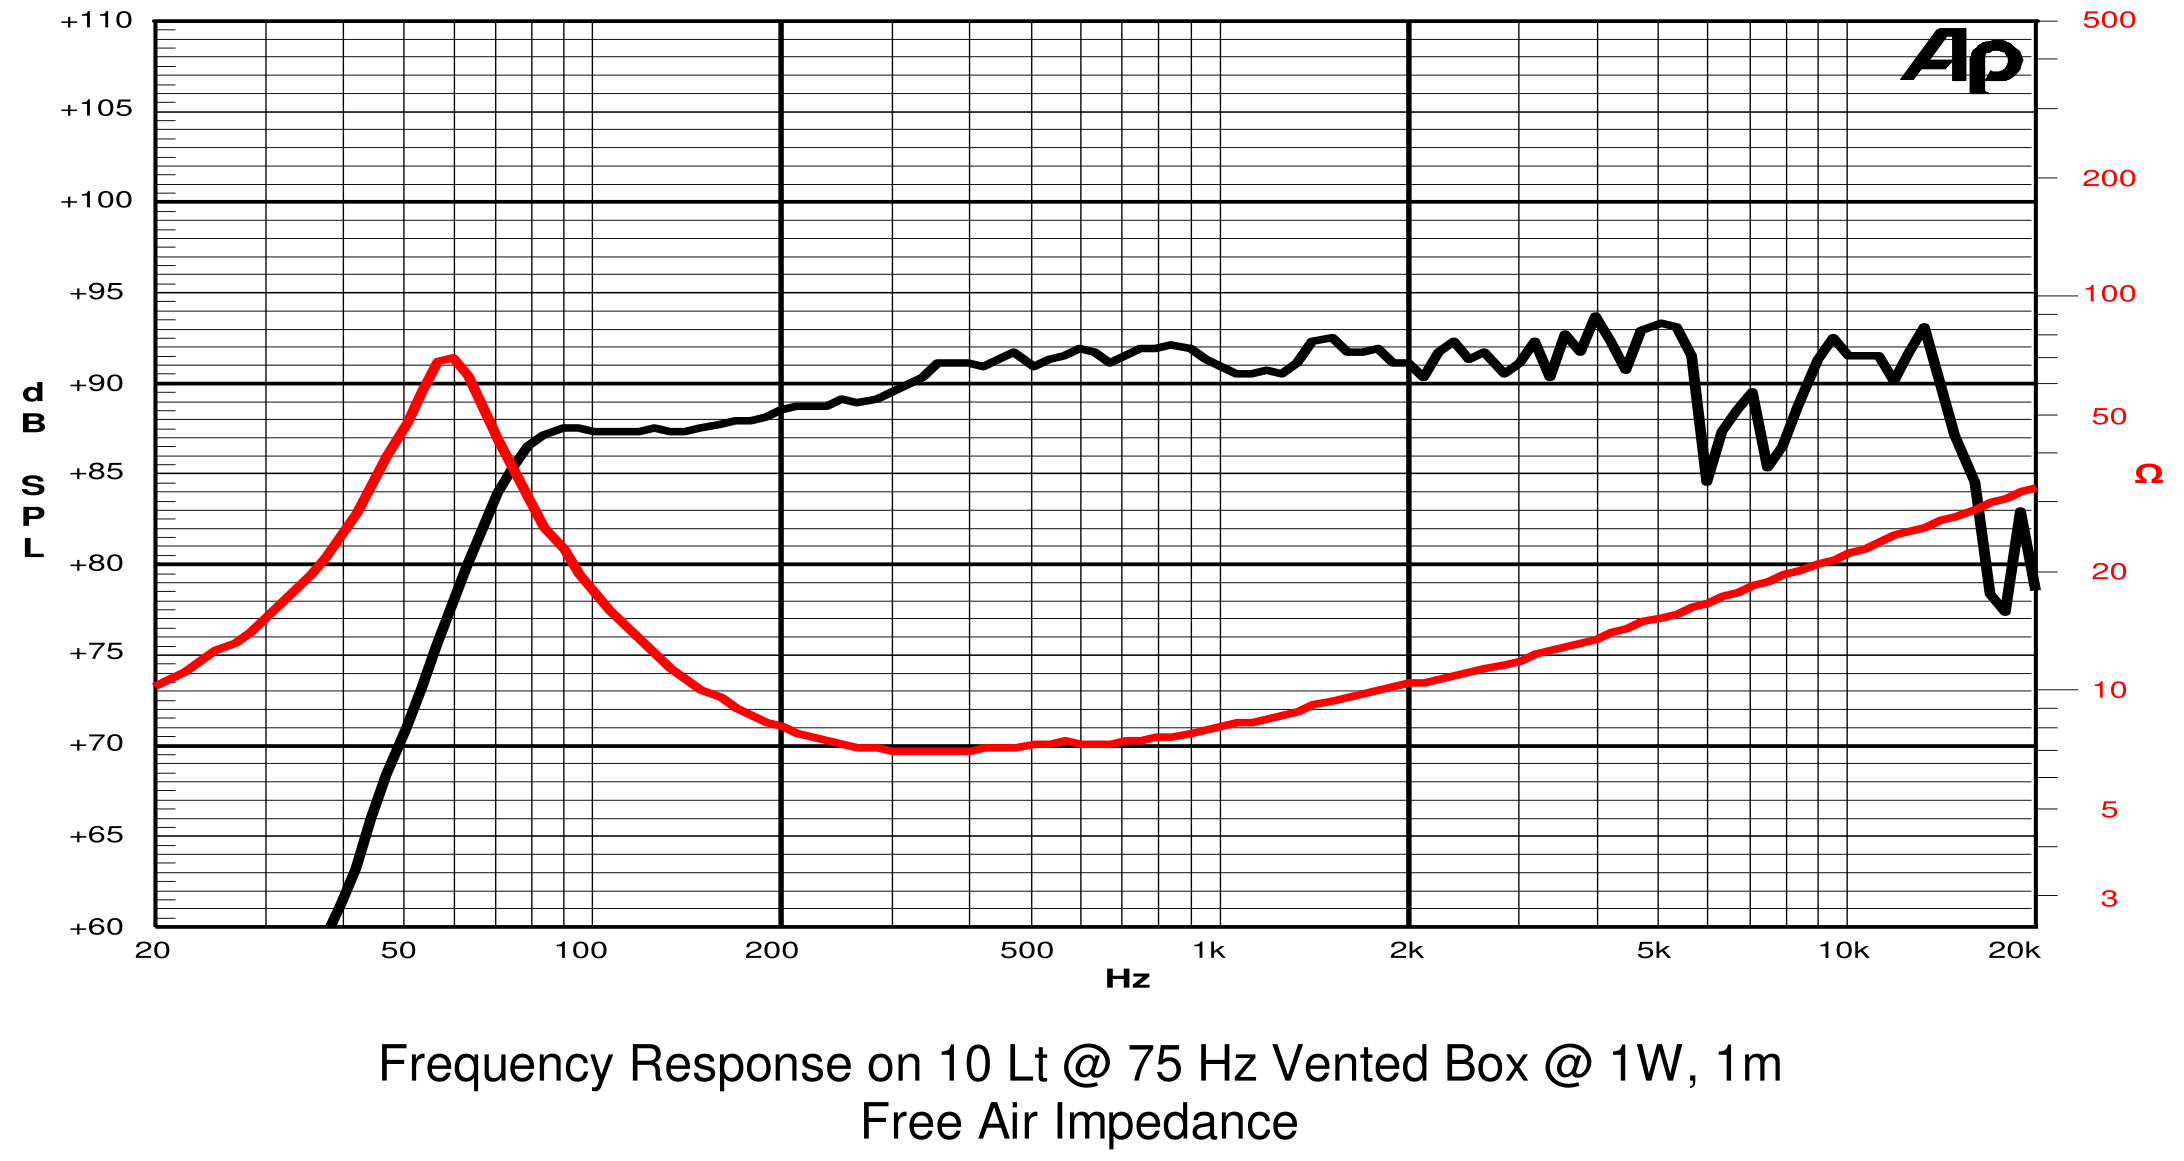 +110
+105
+100
+95
+90
+85
+80
+75
+70
+65
+60
dB SPL
500
200
100
50
20
10
5
3
Ω
Ap
20 50 100 200 500 1k 2k 5k 10k 20k
Hz
Frequency Response on 10 Lt @ 75 Hz Vented Box @ 1W, 1m
Free Air Impedance